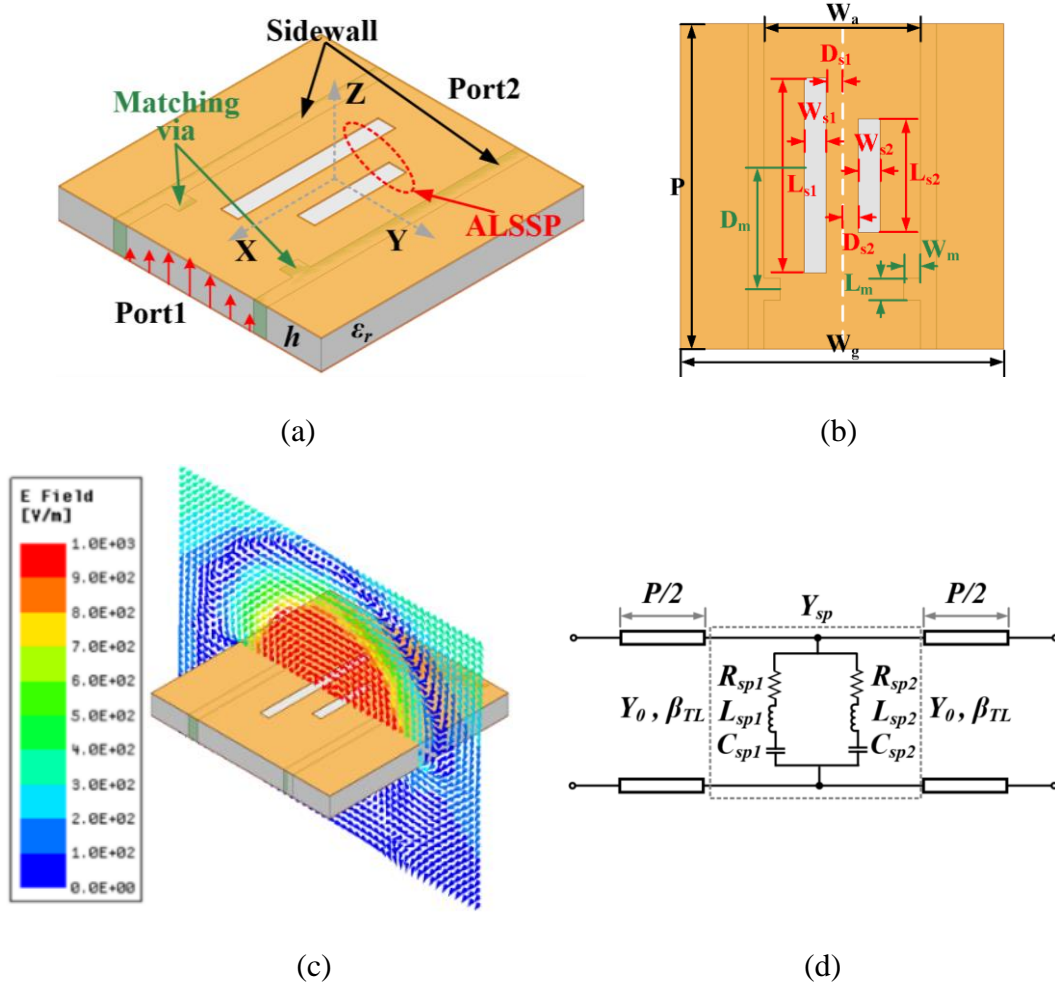 Sidewall
Z
Port2
Matching
via
X
Y
ALSSP
Port1
h
εr
(a)
Wa
Ds1
Ws1
Ws2
P
Ls1
Ls2
Dm
Ds2
Wm
Lm
Wg
(b)
E Field
[V/m]
1.0E+03
9.0E+02
8.0E+02
7.0E+02
6.0E+02
5.0E+02
4.0E+02
3.0E+02
2.0E+02
1.0E+02
0.0E+00
(c)
P/2
Ysp
P/2
Rsp1
Rsp2
Y0 , βTL
Lsp1
Lsp2
Y0 , βTL
Csp1
Csp2
(d)